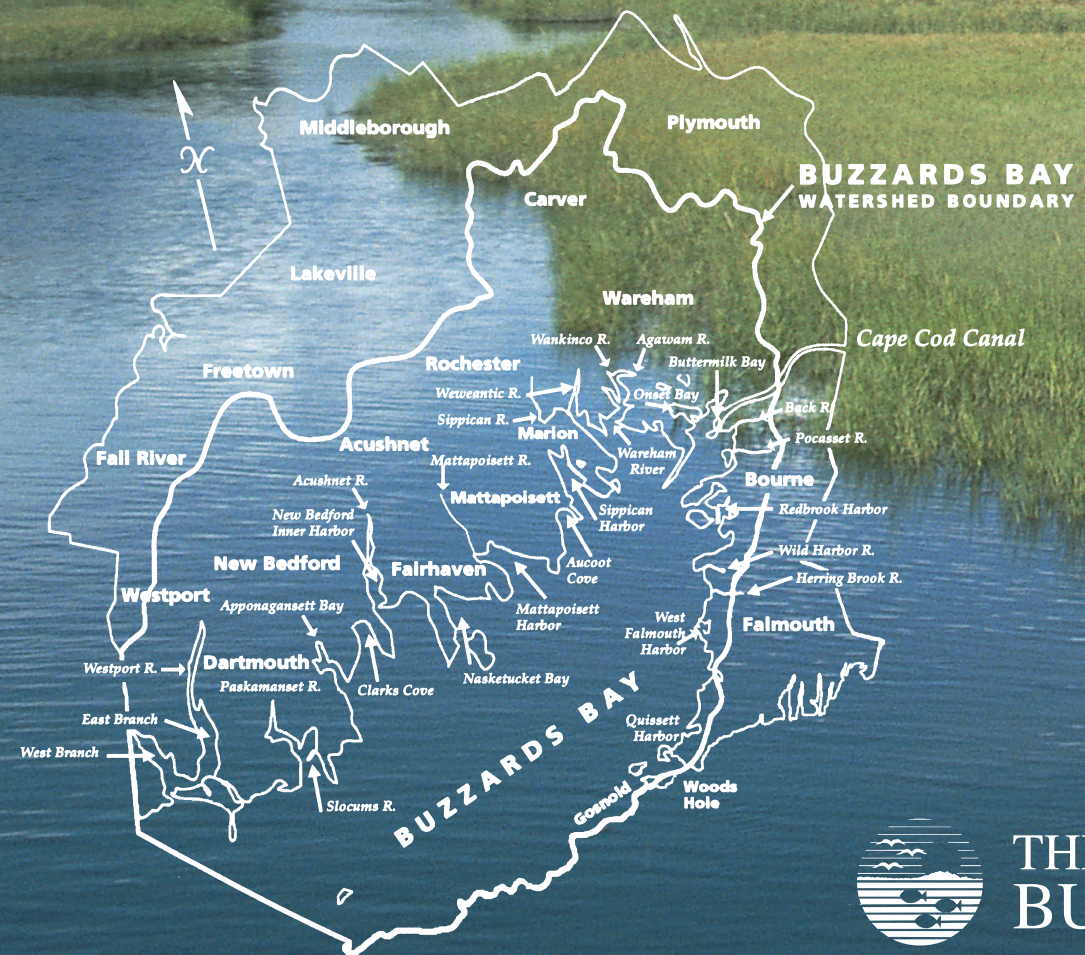 Middleborough
Plymouth
BUZZARDS BAY
WATERSHED BOUNDARY
Carver
Lakeville
Wareham
Cape Cod Canal
Wankinco R.
Agawam R.
Buttermilk Bay
Rochester
Freetown
Weweantic R.
Onset Bay
Back R.
Sippican R.
Marion
Pocasset R.
Acushnet
Fall River
Mattapoisett R.
Wareham
River
Bourne
Acushnet R.
Mattapoisett
Redbrook Harbor
New Bedford
Inner Harbor
Sippican
Harbor
Wild Harbor R.
New Bedford
Fairhaven
Aucoot
Cove
Herring Brook R.
Westport
Apponagansett Bay
Mattapoisett
Harbor
West
Falmouth
Harbor
Falmouth
Westport R.
Dartmouth
Paskamanset R.
Clarks Cove
Nasketucket Bay
East Branch
West Branch
Quissett
Harbor
BUZZARDS BAY
Slocums R.
Gosnold
Woods
Hole
TH
BU